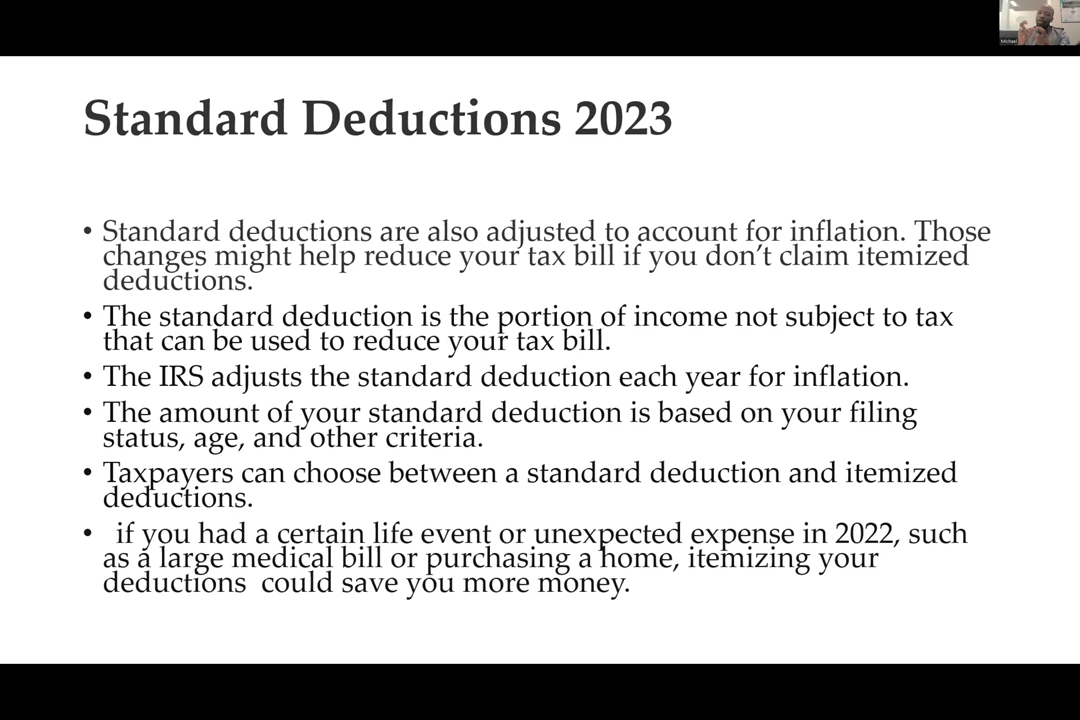 Michael
Standard Deductions 2023
• Standard deductions are also adjusted to account for inflation. Those
changes might help reduce your tax bill if you don’t claim itemized
deductions.
• The standard deduction is the portion of income not subject to tax
that can be used to reduce your tax bill.
• The IRS adjusts the standard deduction each year for inflation.
• The amount of your standard deduction is based on your filing
status, age, and other criteria.
• Taxpayers can choose between a standard deduction and itemized
deductions.
• if you had a certain life event or unexpected expense in 2022, such
as a large medical bill or purchasing a home, itemizing your
deductions could save you more money.